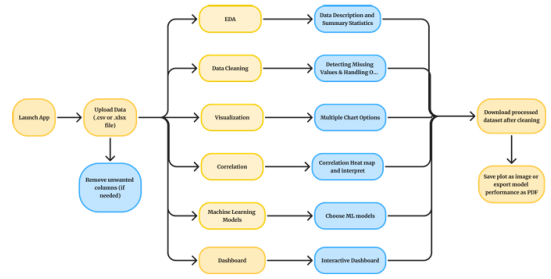 EDA
Data Description and
Summary Statistics
Data Cleaning
Detecting Missing
Values & Handling O...
Launch App
Upload Data
(.csv or .xlsx
file)
Visualization
Multiple Chart Options
Download processed
dataset after cleaning
Remove unwanted
columns (if
needed)
Correlation
Correlation Heat map
and interpret
Save plot as image or
export model
performance as PDF
Machine Learning
Models
Choose ML models
Dashboard
Interactive Dashboard